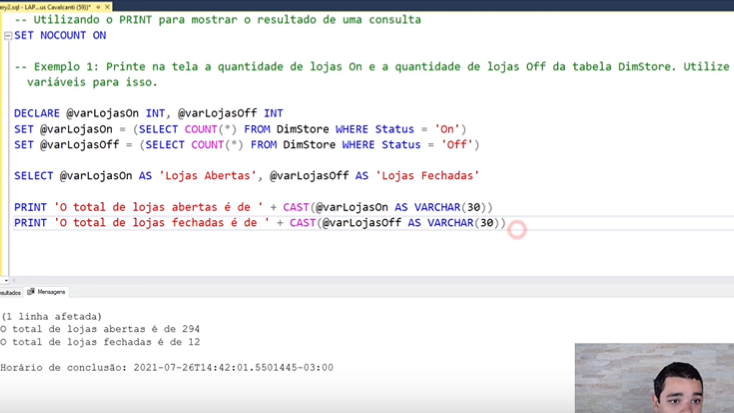 ery2.sql - LAP...us Cavalcanti (59))*
-- Utilizando o PRINT para mostrar o resultado de uma consulta
SET NOCOUNT ON
-- Exemplo 1: Printe na tela a quantidade de lojas On e a quantidade de lojas Off da tabela DimStore. Utilize
variáveis para isso.
DECLARE @varLojasOn INT, @varLojasOff INT
SET @varLojasOn = (SELECT COUNT(*) FROM DimStore WHERE Status = 'On')
SET @varLojasOff = (SELECT COUNT(*) FROM DimStore WHERE Status = 'Off')
SELECT @varLojasOn AS 'Lojas Abertas', @varLojasOff AS 'Lojas Fechadas'
PRINT 'O total de lojas abertas é de ' + CAST(@varLojasOn AS VARCHAR(30))
PRINT 'O total de lojas fechadas é de ' + CAST(@varLojasOff AS VARCHAR(30))
esultados Mensagens
(1 linha afetada)
O total de lojas abertas é de 294
O total de lojas fechadas é de 12
Horário de conclusão: 2021-07-26T14:42:01.5501445-03:00